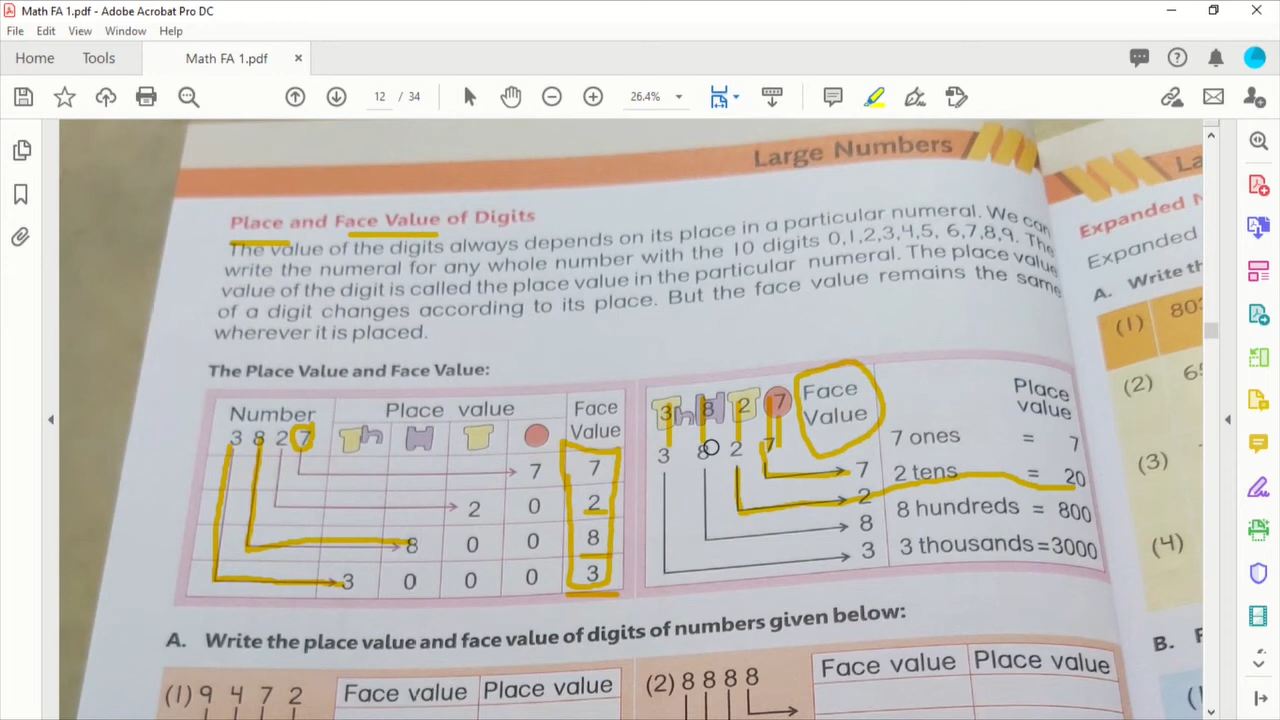 Math FA 1.pdf - Adobe Acrobat Pro DC
File Edit View Window Help
Home Tools Math FA 1.pdf
12 / 34 26.4%
Large Numbers
Place and Face Value of Digits
The value of the digits always depends on its place in a particular numeral. We can
write the numeral for any whole number with the 10 digits 0,1,2,3,4,5, 6,7,8,9. The
value of the digit is called the place value in the particular numeral. The place value
of a digit changes according to its place. But the face value remains the same
wherever it is placed.
The Place Value and Face Value:
Number Place value Face Value
3 8 2 7 Th H T
7 7
2 0 2
8 0 0 8
3 0 0 0 3
3 8 2 7 Face Value Place value
Th H T
3 8 2 7
7 7 ones = 7
2 2 tens = 20
8 8 hundreds = 800
3 3 thousands = 3000
A. Write the place value and face value of digits of numbers given below:
(1) 9 4 7 2 Face value Place value
(2) 8 8 8 8 Face value Place value
Expanded
Expanded
A. Write
(1)
(2)
(3)
(4)
B.